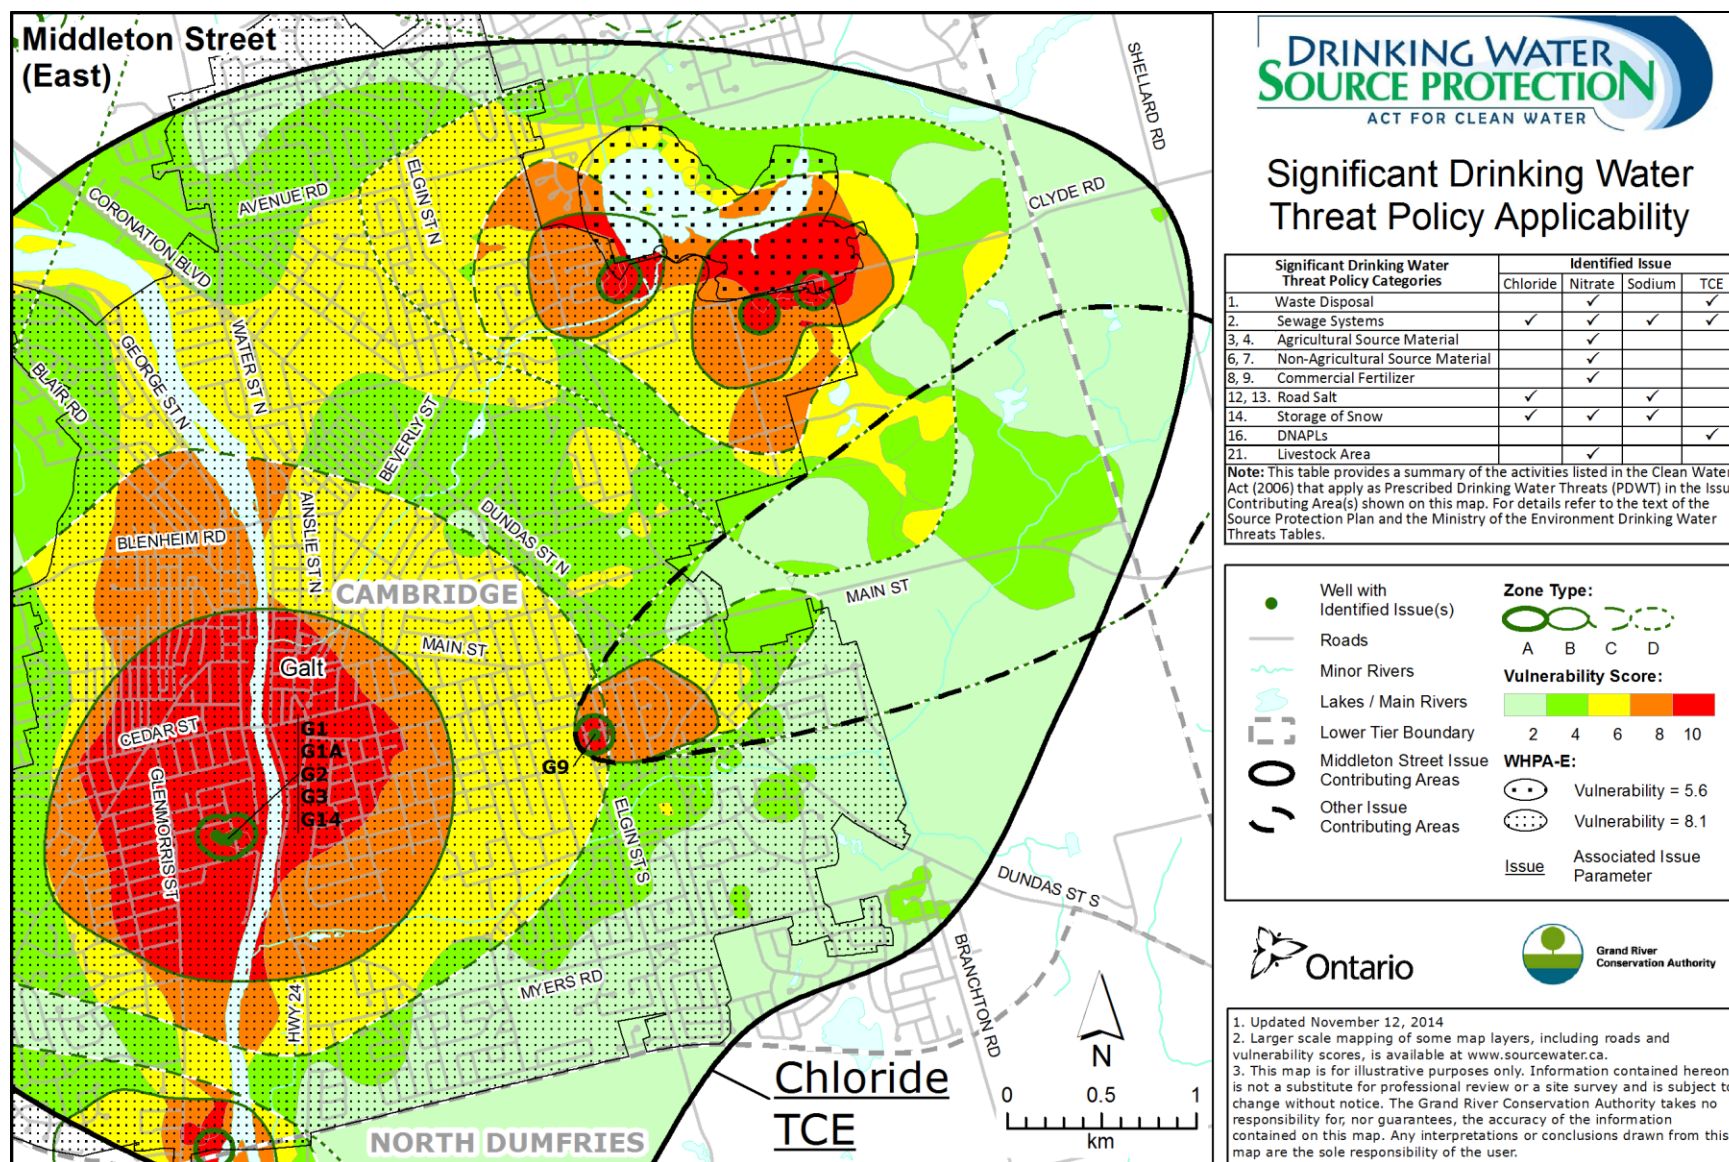 Middleton Street
(East)
SHELLARD RD
CLYDE RD
ELGIN ST N
AVENUE RD
CORONATION BLVD
WATER ST N
GEORGE ST N
BLAIR RD
BEVERLY ST
DUNDAS ST N
AINSLIE ST N
BLENHEIM RD
CAMBRIDGE
MAIN ST
MAIN ST
Galt
CEDAR ST
G1
G1A
G2
G3
G14
G9
GLENMORRIS ST
ELGIN ST S
DUNDAS ST S
BRANCHTON RD
MYERS RD
HWY 24
NORTH DUMFRIES
Chloride
TCE
N
0 0.5 1
km
DRINKING WATER
SOURCE PROTECTION
ACT FOR CLEAN WATER
Significant Drinking Water
Threat Policy Applicability
Significant Drinking Water
Threat Policy Categories
Identified Issue
Chloride Nitrate Sodium TCE
1. Waste Disposal ✓ ✓
2. Sewage Systems ✓ ✓ ✓ ✓
3, 4. Agricultural Source Material ✓
6, 7. Non-Agricultural Source Material ✓
8, 9. Commercial Fertilizer ✓
12, 13. Road Salt ✓ ✓
14. Storage of Snow ✓ ✓ ✓
16. DNAPLs ✓
21. Livestock Area ✓
Note: This table provides a summary of the activities listed in the Clean Water
Act (2006) that apply as Prescribed Drinking Water Threats (PDWT) in the Issu
Contributing Area(s) shown on this map. For details refer to the text of the
Source Protection Plan and the Ministry of the Environment Drinking Water
Threats Tables.
Well with
Identified Issue(s)
Roads
Minor Rivers
Lakes / Main Rivers
Lower Tier Boundary
Middleton Street Issue
Contributing Areas
Other Issue
Contributing Areas
Zone Type:
A B C D
Vulnerability Score:
2 4 6 8 10
WHPA-E:
Vulnerability = 5.6
Vulnerability = 8.1
Issue
Associated Issue
Parameter
Ontario
Grand River
Conservation Authority
1. Updated November 12, 2014
2. Larger scale mapping of some map layers, including roads and
vulnerability scores, is available at www.sourcewater.ca.
3. This map is for illustrative purposes only. Information contained hereon
is not a substitute for professional review or a site survey and is subject to
change without notice. The Grand River Conservation Authority takes no
responsibility for, nor guarantees, the accuracy of the information
contained on this map. Any interpretations or conclusions drawn from this
map are the sole responsibility of the user.